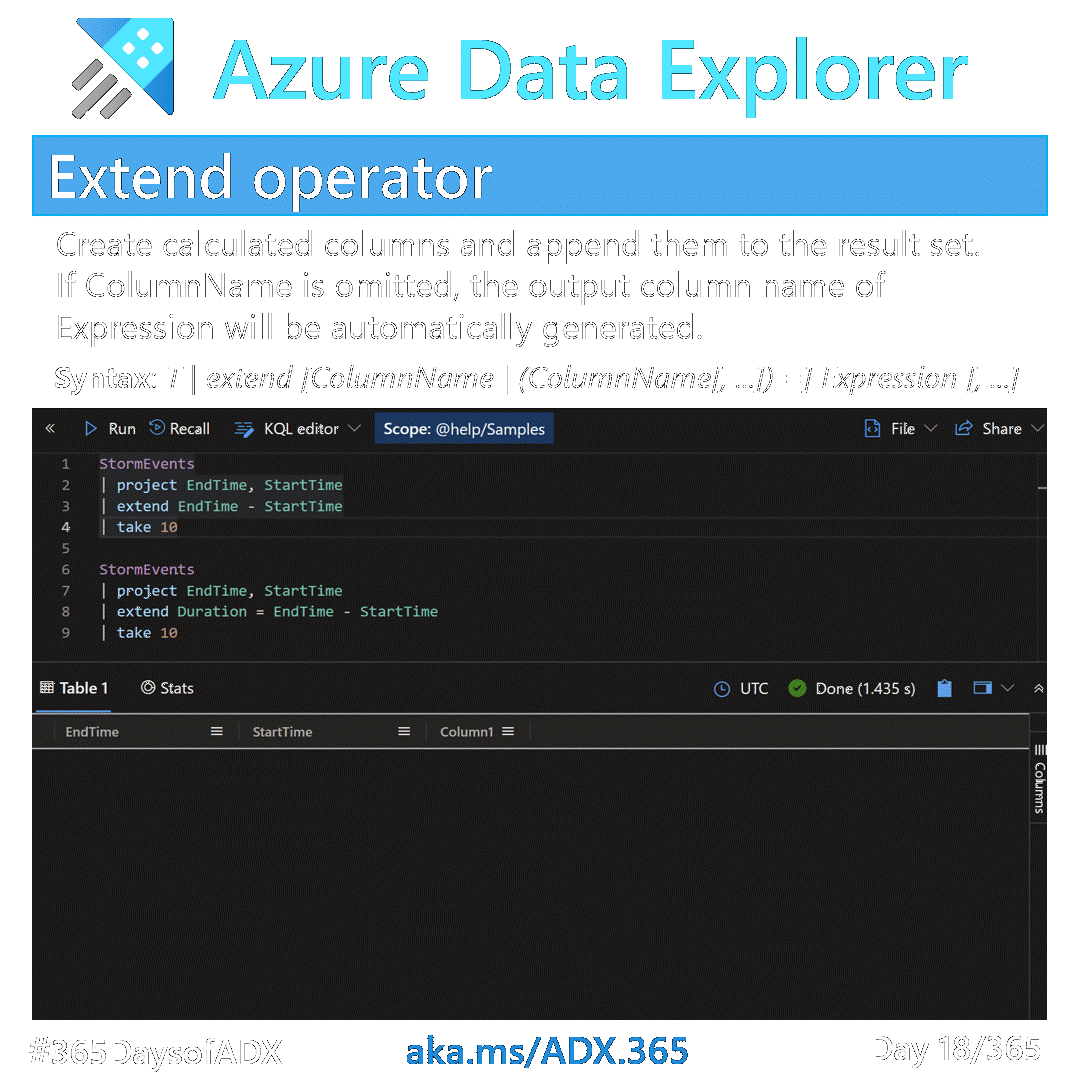 Azure Data Explorer
Extend operator
Create calculated columns and append them to the result set.
If ColumnName is omitted, the output column name of
Expression will be automatically generated.
Syntax: T | extend [ColumnName | (ColumnName[, ...]) =] Expression [, ...]
« Run Recall KQL editor Scope: @help/Samples File Share
1 StormEvents
2 | project EndTime, StartTime
3 | extend EndTime - StartTime
4 | take 10
5
6 StormEvents
7 | project EndTime, StartTime
8 | extend Duration = EndTime - StartTime
9 | take 10
Table 1 Stats UTC Done (1.435 s)
EndTime StartTime Column1
Columns
#365DaysofADX aka.ms/ADX.365 Day 18/365